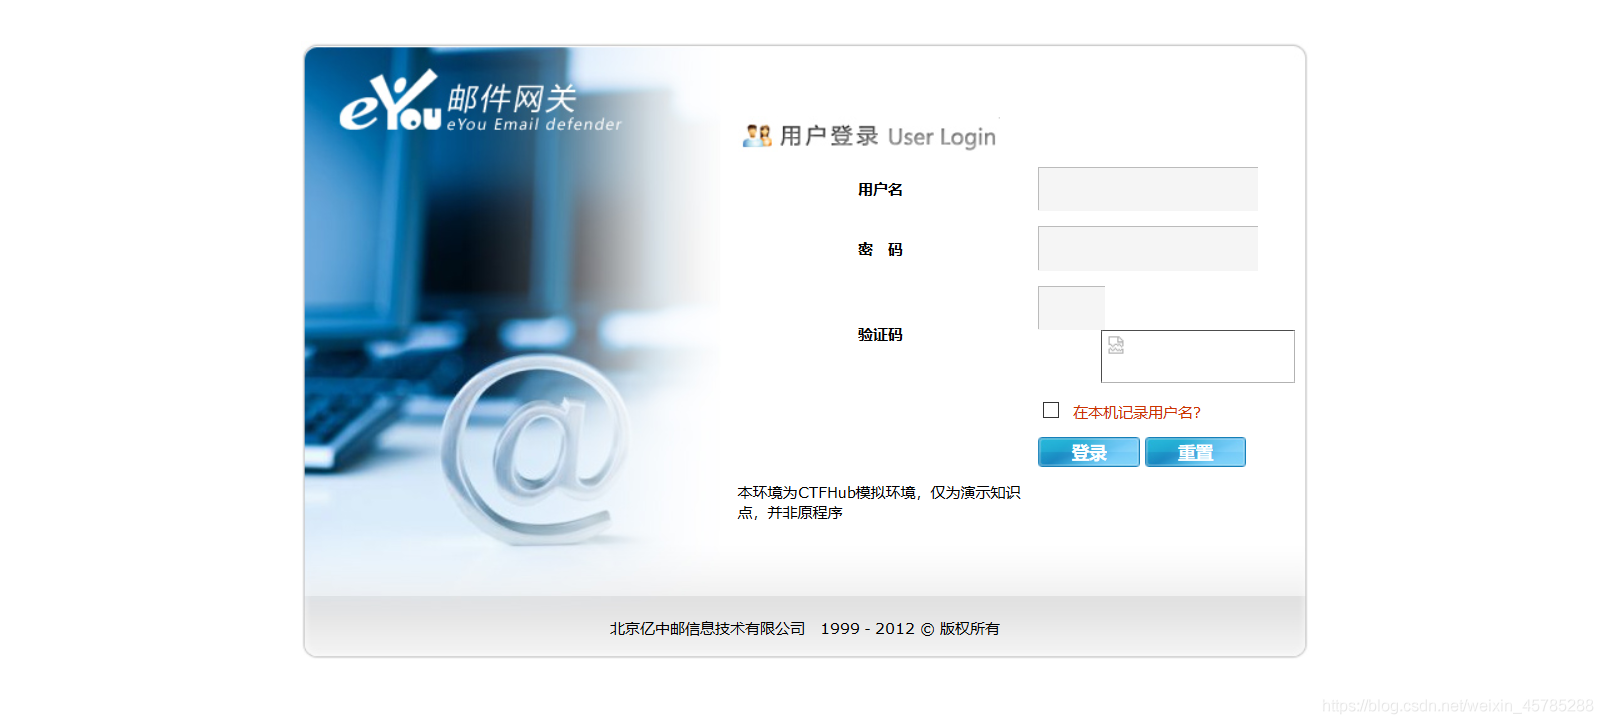 eYou 邮件网关
eYou Email defender
用户登录 User Login
用户名
密 码
验证码
在本机记录用户名?
登录 重置
本环境为CTFHub模拟环境，仅为演示知识
点，并非原程序
北京亿中邮信息技术有限公司 1999 - 2012 © 版权所有
https://blog.csdn.net/weixin_45785288